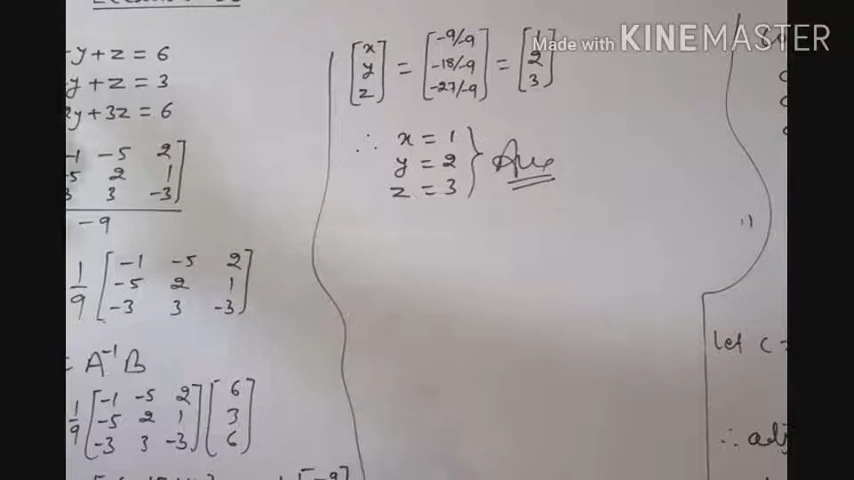 -y + z = 6
-y + z = 3
2y + 3z = 6
-1 -5 2
-5 2 1
3 3 -3
-9
1/9 [-1 -5 2]
[-5 2 1]
[-3 3 -3]
= A⁻¹ B
1/9 [-1 -5 2] [6]
[-5 2 1] [3]
[-3 3 -3] [6]
[x] = [-9/-9] = [1]
[y] [-18/-9] [2]
[z] [-27/-9] [3]
∴ x = 1
y = 2 } Ans
z = 3
let C =
∴ adj
Made with KINEMASTER